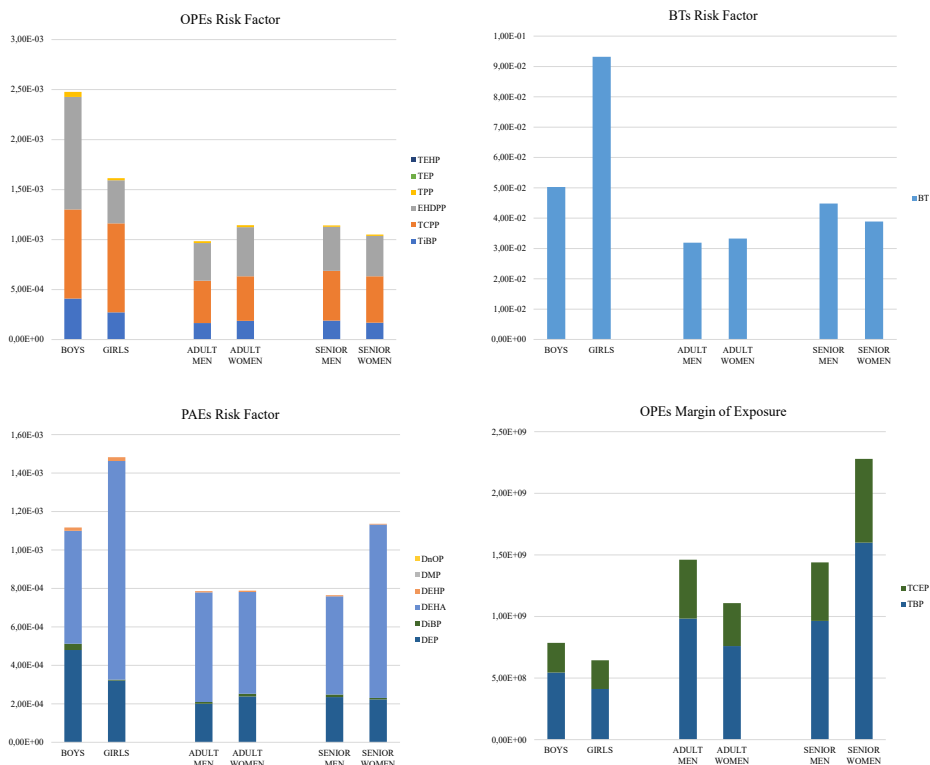 OPEs Risk Factor
3,00E-03
2,50E-03
2,00E-03
1,50E-03
1,00E-03
5,00E-04
0,00E+00
BOYS
GIRLS
ADULT
MEN
ADULT
WOMEN
SENIOR
MEN
SENIOR
WOMEN
TEHP
TEP
TPP
EHDPP
TCPP
TiBP
BTs Risk Factor
1,00E-01
9,00E-02
8,00E-02
7,00E-02
6,00E-02
5,00E-02
4,00E-02
3,00E-02
2,00E-02
1,00E-02
0,00E+00
BOYS
GIRLS
ADULT
MEN
ADULT
WOMEN
SENIOR
MEN
SENIOR
WOMEN
BT
PAEs Risk Factor
1,60E-03
1,40E-03
1,20E-03
1,00E-03
8,00E-04
6,00E-04
4,00E-04
2,00E-04
0,00E+00
BOYS
GIRLS
ADULT
MEN
ADULT
WOMEN
SENIOR
MEN
SENIOR
WOMEN
DnOP
DMP
DEHP
DEHA
DiBP
DEP
OPEs Margin of Exposure
2,50E+09
2,00E+09
1,50E+09
1,00E+09
5,00E+08
0,00E+00
BOYS
GIRLS
ADULT
MEN
ADULT
WOMEN
SENIOR
MEN
SENIOR
WOMEN
TCEP
TBP